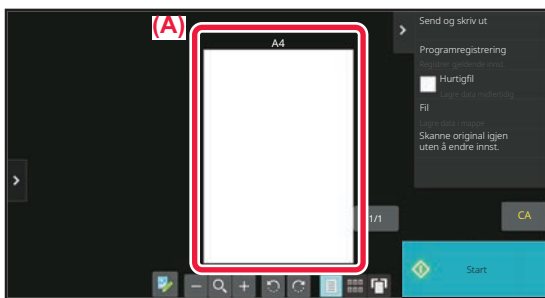 (A)
A4
1/1
Send og skriv ut
Programregistrering
Registrer gjeldende innst.
Hurtigfil
Lagre data midlertidig
Fil
Lagre data i mappe
Skanne original igjen
uten å endre innst.
CA
Start